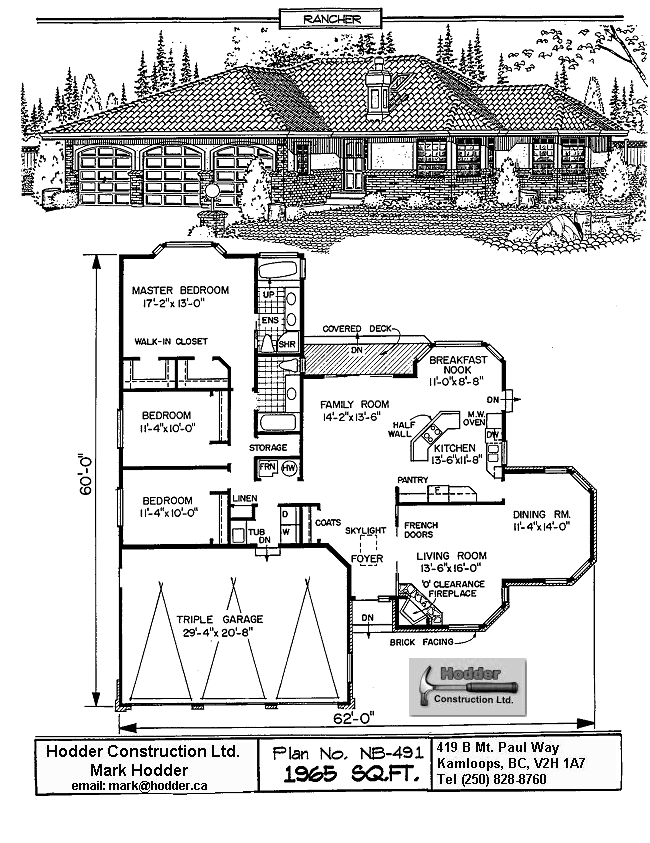 RANCHER
MASTER BEDROOM
17'-2"x 13'-0"
WALK-IN CLOSET
UP
ENS
SHR
COVERED DECK
DN
BREAKFAST
NOOK
11'-0"x 8'-8"
DN
FAMILY ROOM
14'-2"x 13'-6"
BEDROOM
11'-4"x10'-0"
HALF
WALL
M.W.
OVEN
DW
KITCHEN
13'-6"x11'-8"
STORAGE
FRN
HW
PANTRY
F
60'-0"
BEDROOM
11'-4"x 10'-0"
LINEN
TUB
D
W
DN
COATS
SKYLIGHT
FOYER
FRENCH
DOORS
DINING RM.
11'-4"x14'-0"
LIVING ROOM
13'-6"x16'-0"
'O' CLEARANCE
FIREPLACE
TRIPLE GARAGE
29'-4"x 20'-8"
DN
BRICK FACING
Hodder
Construction Ltd.
62'-0"
Hodder Construction Ltd.
Mark Hodder
email: mark@hodder.ca
Plan No. NB-491
1965 SQ.FT.
419 B Mt. Paul Way
Kamloops, BC, V2H 1A7
Tel (250) 828-8760